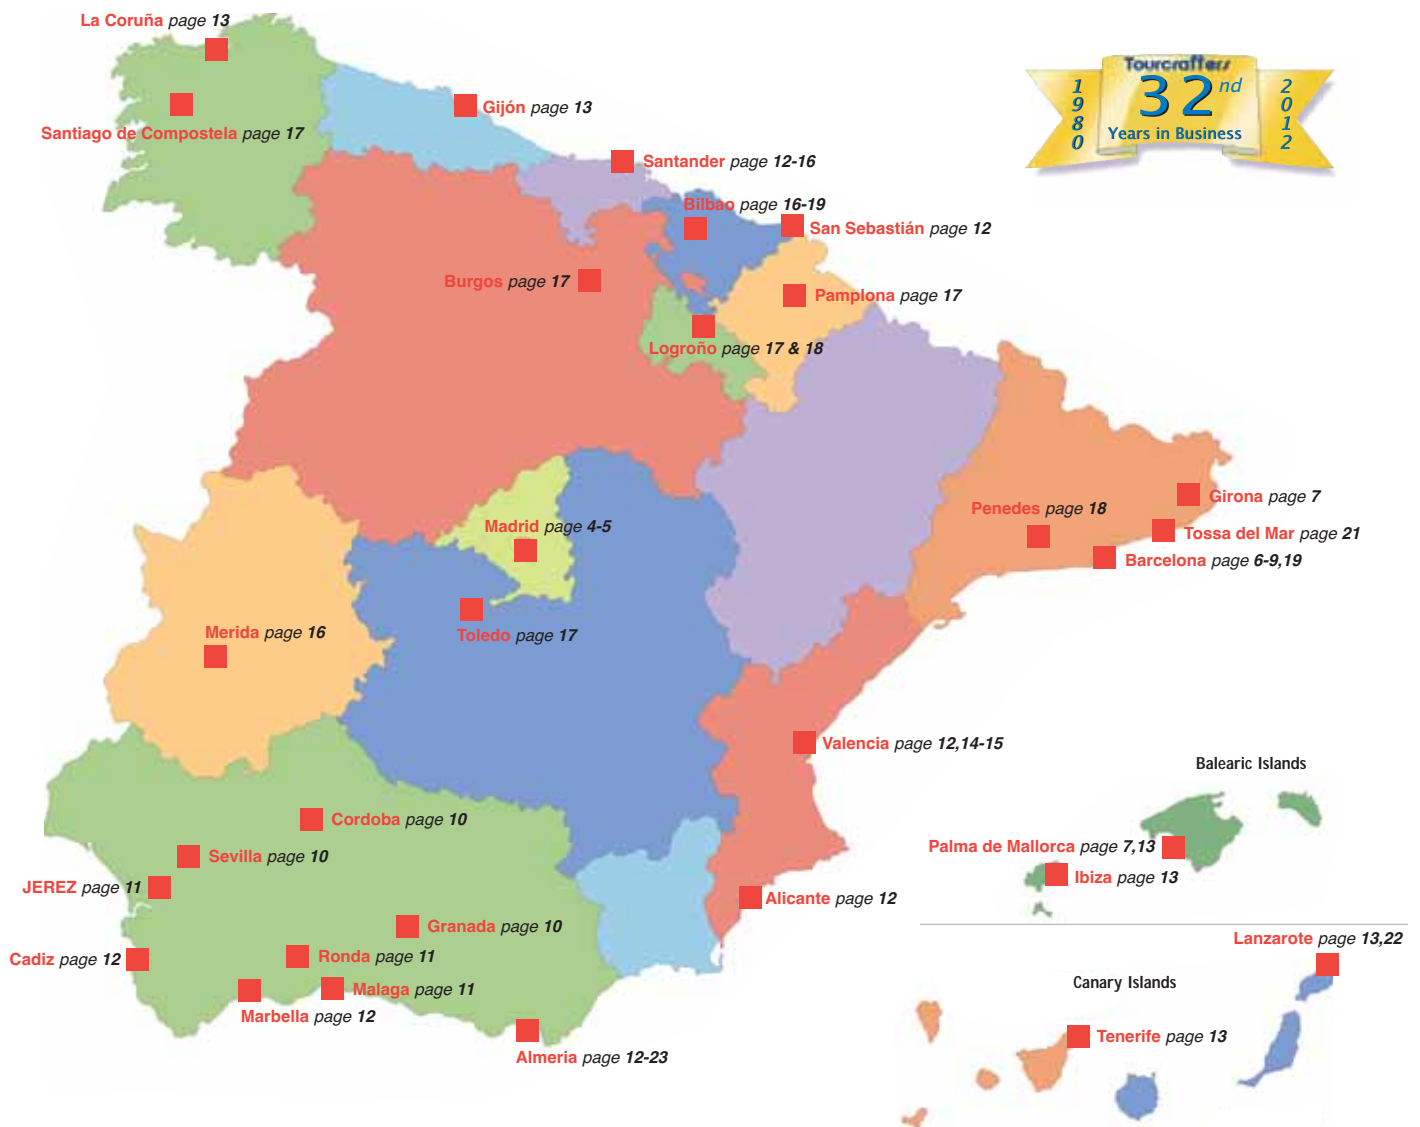 La Coruña page 13
Tourcrafters
32nd
Years in Business
1980
2012
Gijón page 13
Santiago de Compostela page 17
Santander page 12-16
Bilbao page 16-19
San Sebastián page 12
Burgos page 17
Pamplona page 17
Logroño page 17 & 18
Girona page 7
Penedes page 18
Madrid page 4-5
Tossa del Mar page 21
Barcelona page 6-9,19
Merida page 16
Toledo page 17
Valencia page 12,14-15
Balearic Islands
Cordoba page 10
Palma de Mallorca page 7,13
Sevilla page 10
Ibiza page 13
JEREZ page 11
Alicante page 12
Granada page 10
Lanzarote page 13,22
Cadiz page 12
Ronda page 11
Canary Islands
Malaga page 11
Marbella page 12
Tenerife page 13
Almeria page 12-23